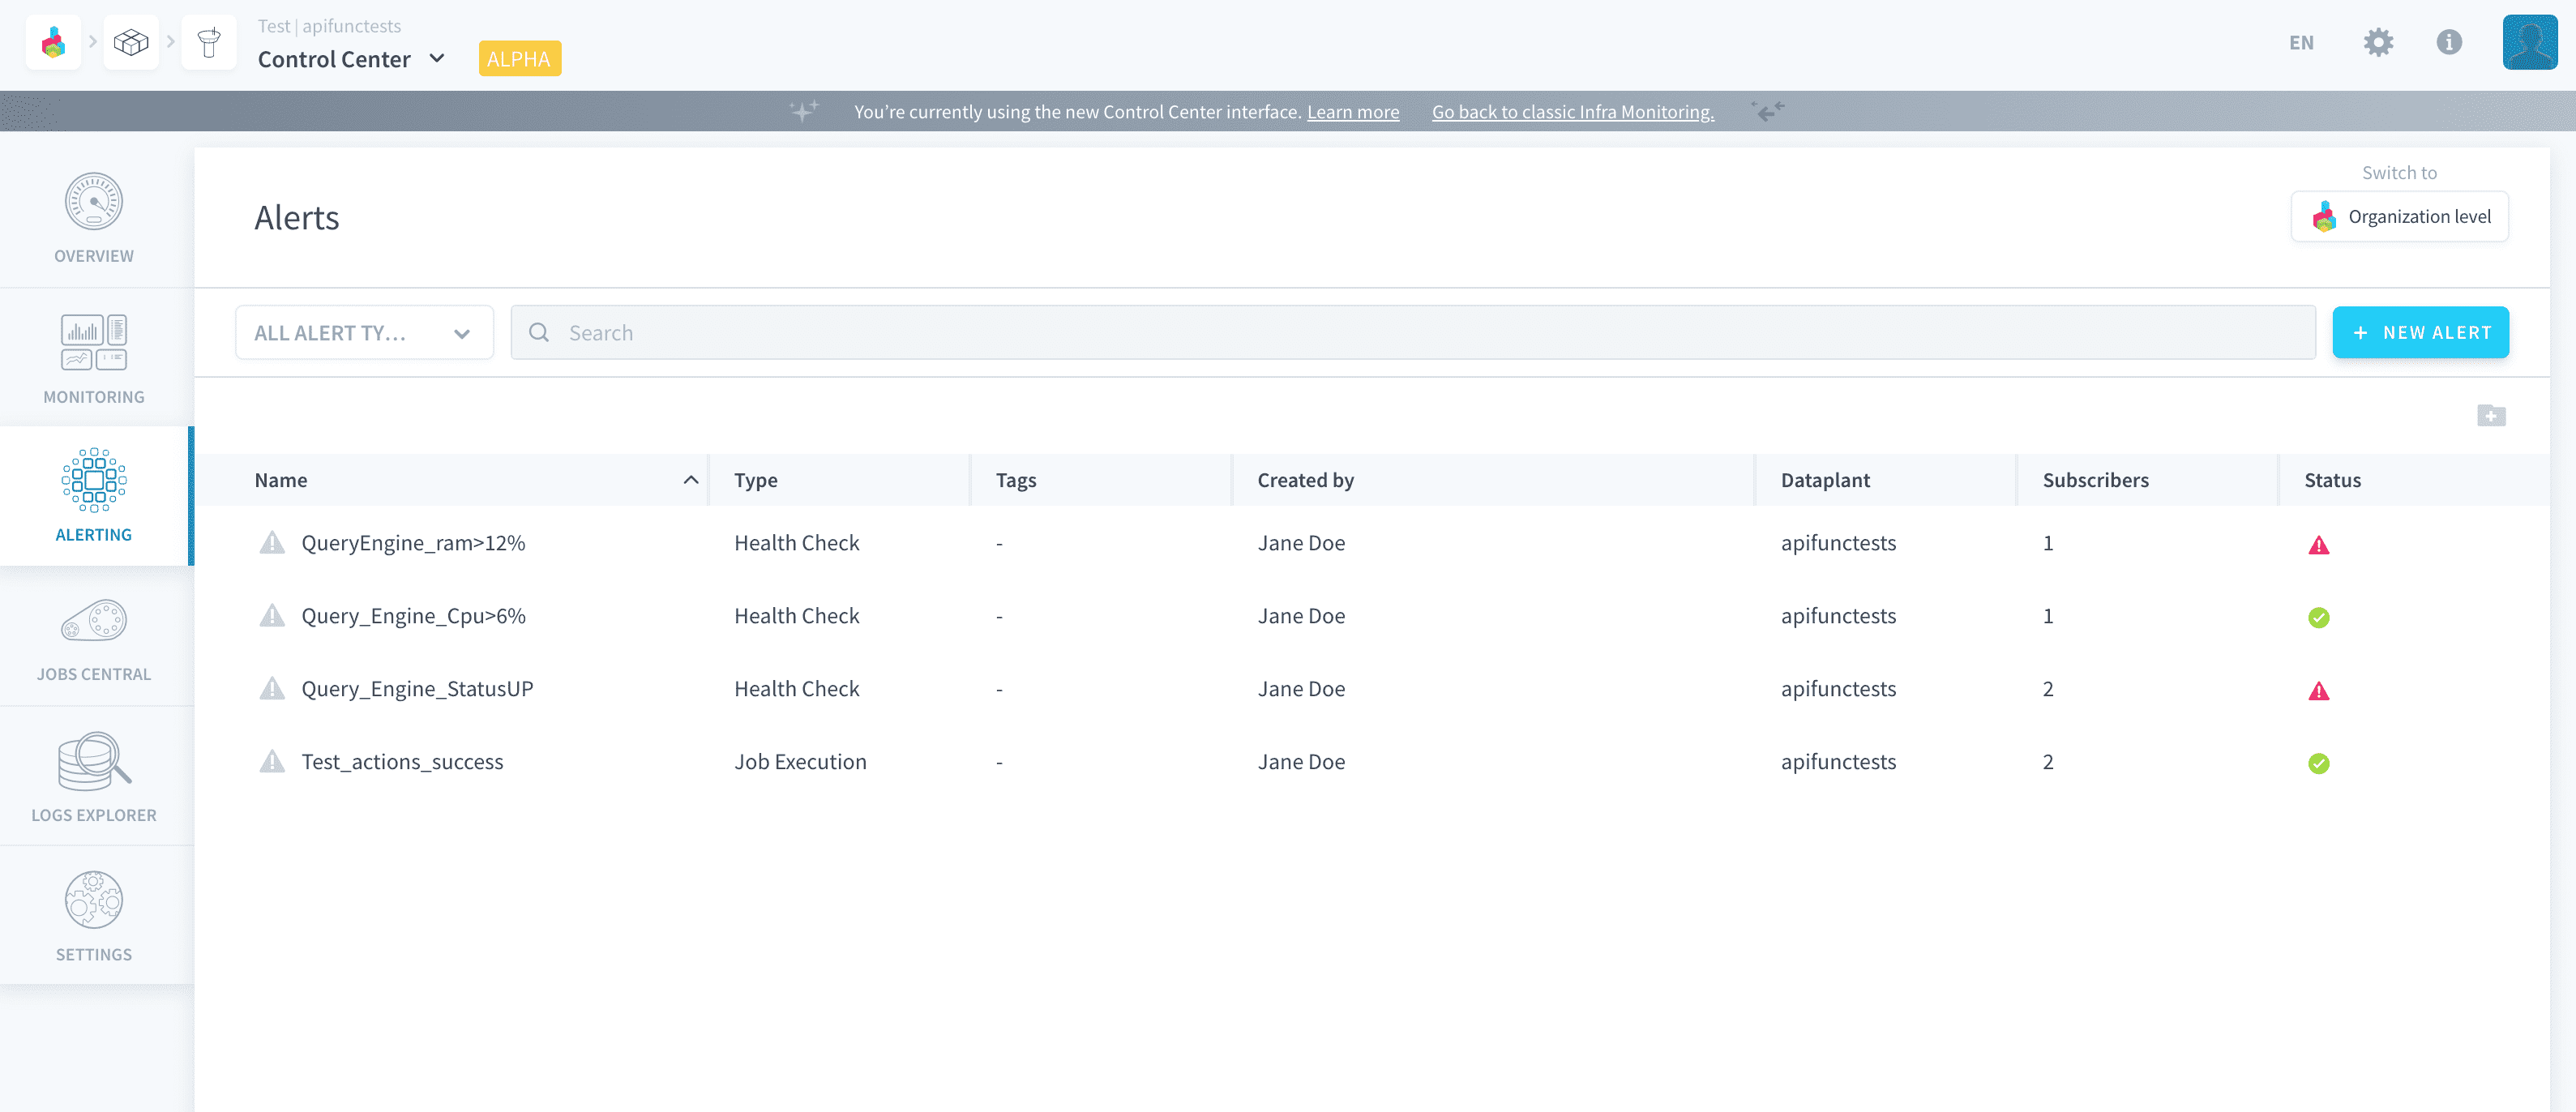 Test | apifunctests
Control Center
ALPHA
EN
You’re currently using the new Control Center interface. Learn more Go back to classic Infra Monitoring.
OVERVIEW
MONITORING
ALERTING
JOBS CENTRAL
LOGS EXPLORER
SETTINGS
Alerts
Switch to
Organization level
ALL ALERT TY...
Search
+ NEW ALERT
Name Type Tags Created by Dataplant Subscribers Status
QueryEngine_ram>12% Health Check - Jane Doe apifunctests 1
Query_Engine_Cpu>6% Health Check - Jane Doe apifunctests 1
Query_Engine_StatusUP Health Check - Jane Doe apifunctests 2
Test_actions_success Job Execution - Jane Doe apifunctests 2